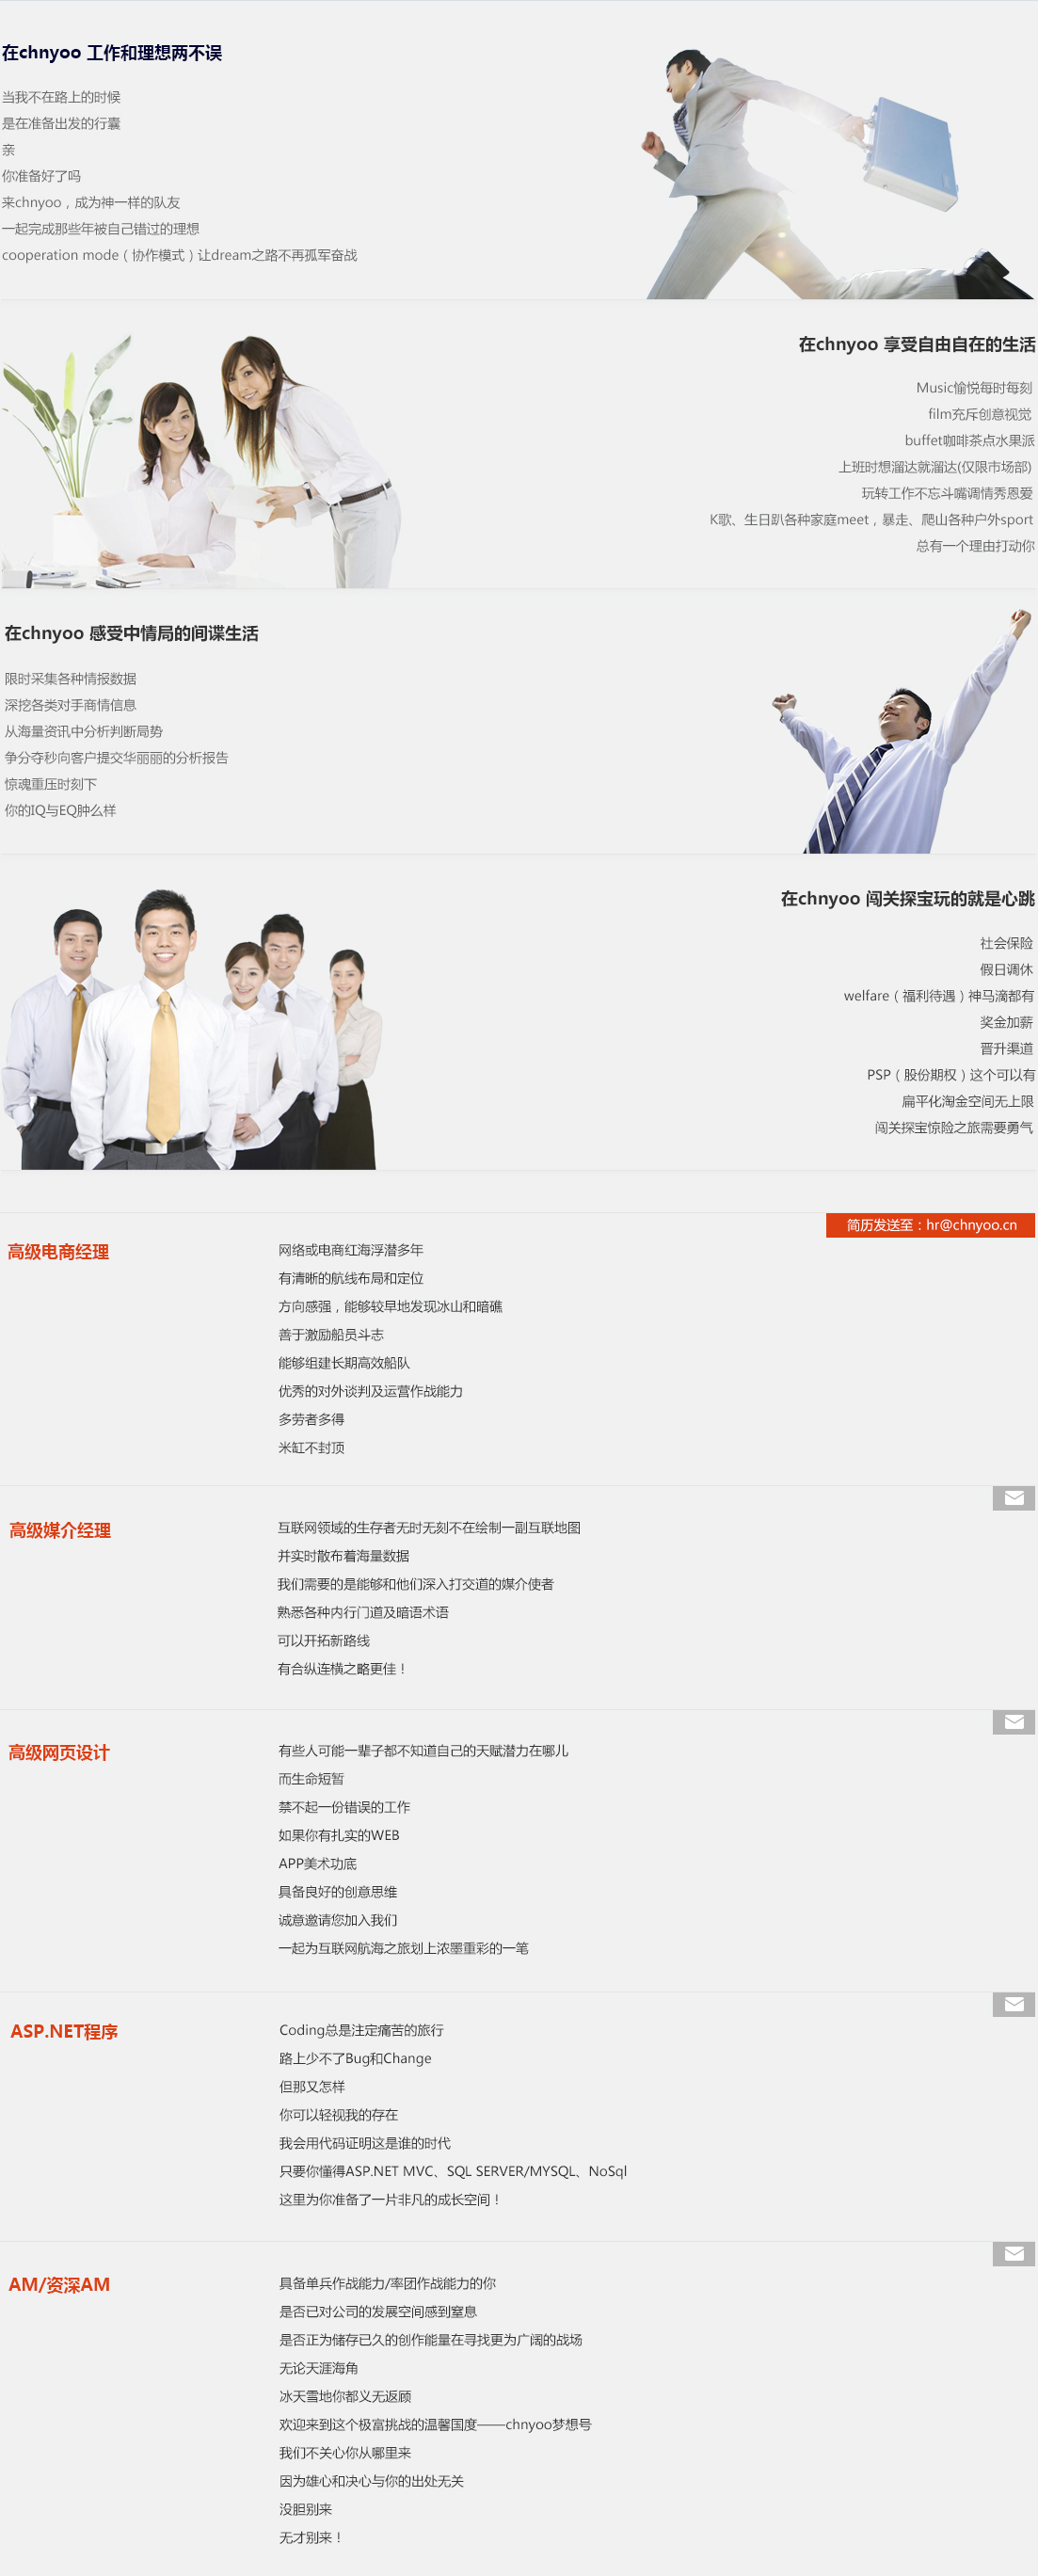 在chnyoo 工作和理想两不误
当我不在路上的时候
是在准备出发的行囊
亲
你准备好了吗
来chnyoo，成为神一样的队友
一起完成那些年被自己错过的理想
cooperation mode（协作模式）让dream之路不再孤军奋战
在chnyoo 享受自由自在的生活
Music愉悦每时每刻
film充斥创意视觉
buffet咖啡茶点水果派
上班时想溜达就溜达(仅限市场部)
玩转工作不忘斗嘴调情秀恩爱
K歌、生日趴各种家庭meet，暴走、爬山各种户外sport
总有一个理由打动你
在chnyoo 感受中情局的间谍生活
限时采集各种情报数据
深挖各类对手商情信息
从海量资讯中分析判断局势
争分夺秒向客户提交华丽丽的分析报告
惊魂重压时刻下
你的IQ与EQ肿么样
在chnyoo 闯关探宝玩的就是心跳
社会保险
假日调休
welfare（福利待遇）神马滴都有
奖金加薪
晋升渠道
PSP（股份期权）这个可以有
扁平化淘金空间无上限
闯关探宝惊险之旅需要勇气
简历发送至：hr@chnyoo.cn
高级电商经理
网络或电商红海浮潜多年
有清晰的航线布局和定位
方向感强，能够较早地发现冰山和暗礁
善于激励船员斗志
能够组建长期高效船队
优秀的对外谈判及运营作战能力
多劳者多得
米缸不封顶
高级媒介经理
互联网领域的生存者无时无刻不在绘制一副互联地图
并实时散布着海量数据
我们需要的是能够和他们深入打交道的媒介使者
熟悉各种内行门道及暗语术语
可以开拓新路线
有合纵连横之略更佳！
高级网页设计
有些人可能一辈子都不知道自己的天赋潜力在哪儿
而生命短暂
禁不起一份错误的工作
如果你有扎实的WEB
APP美术功底
具备良好的创意思维
诚意邀请您加入我们
一起为互联网航海之旅划上浓墨重彩的一笔
ASP.NET程序
Coding总是注定痛苦的旅行
路上少不了Bug和Change
但那又怎样
你可以轻视我的存在
我会用代码证明这是谁的时代
只要你懂得ASP.NET MVC、SQL SERVER/MYSQL、NoSql
这里为你准备了一片非凡的成长空间！
AM/资深AM
具备单兵作战能力/率团作战能力的你
是否已对公司的发展空间感到窒息
是否正为储存已久的创作能量在寻找更为广阔的战场
无论天涯海角
冰天雪地你都义无返顾
欢迎来到这个极富挑战的温馨国度——chnyoo梦想号
我们不关心你从哪里来
因为雄心和决心与你的出处无关
没胆别来
无才别来！